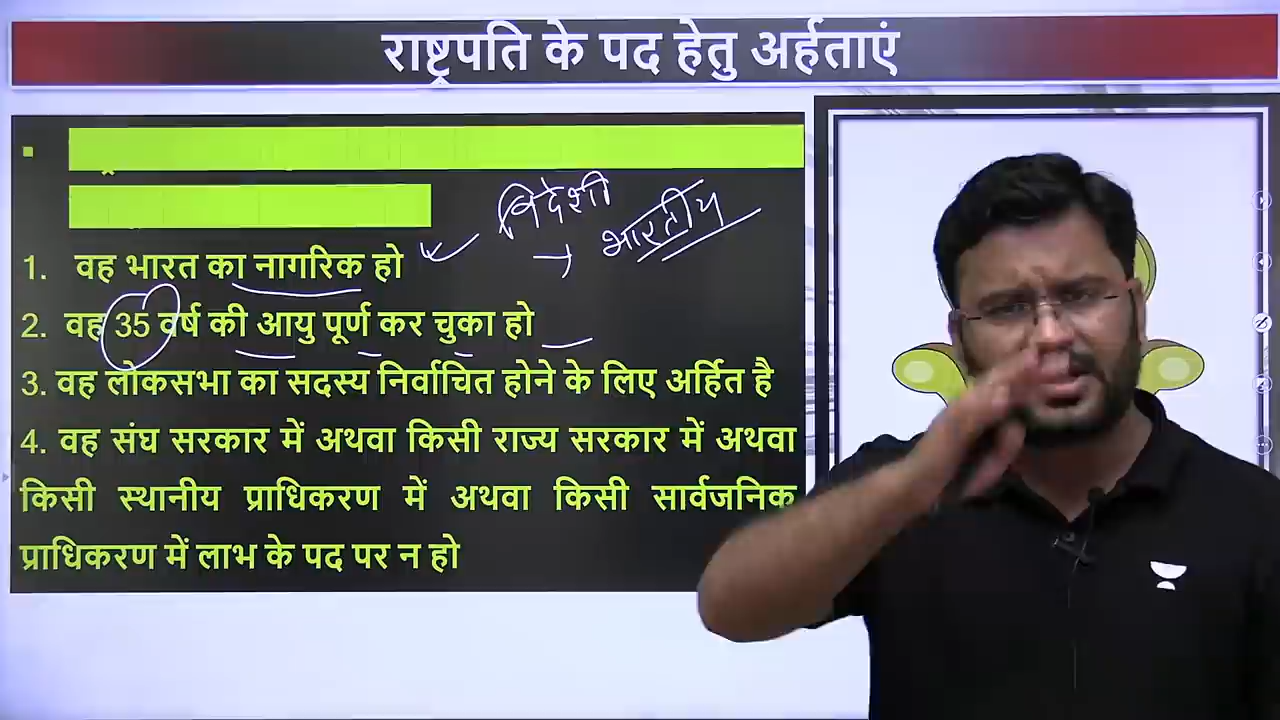 राष्ट्रपति के पद हेतु अर्हताएं
विदेशी
→ भारतीय
1. वह भारत का नागरिक हो
2. वह 35 वर्ष की आयु पूर्ण कर चुका हो
3. वह लोकसभा का सदस्य निर्वाचित होने के लिए अर्हित है
4. वह संघ सरकार में अथवा किसी राज्य सरकार में अथवा
किसी स्थानीय प्राधिकरण में अथवा किसी सार्वजनिक
प्राधिकरण में लाभ के पद पर न हो